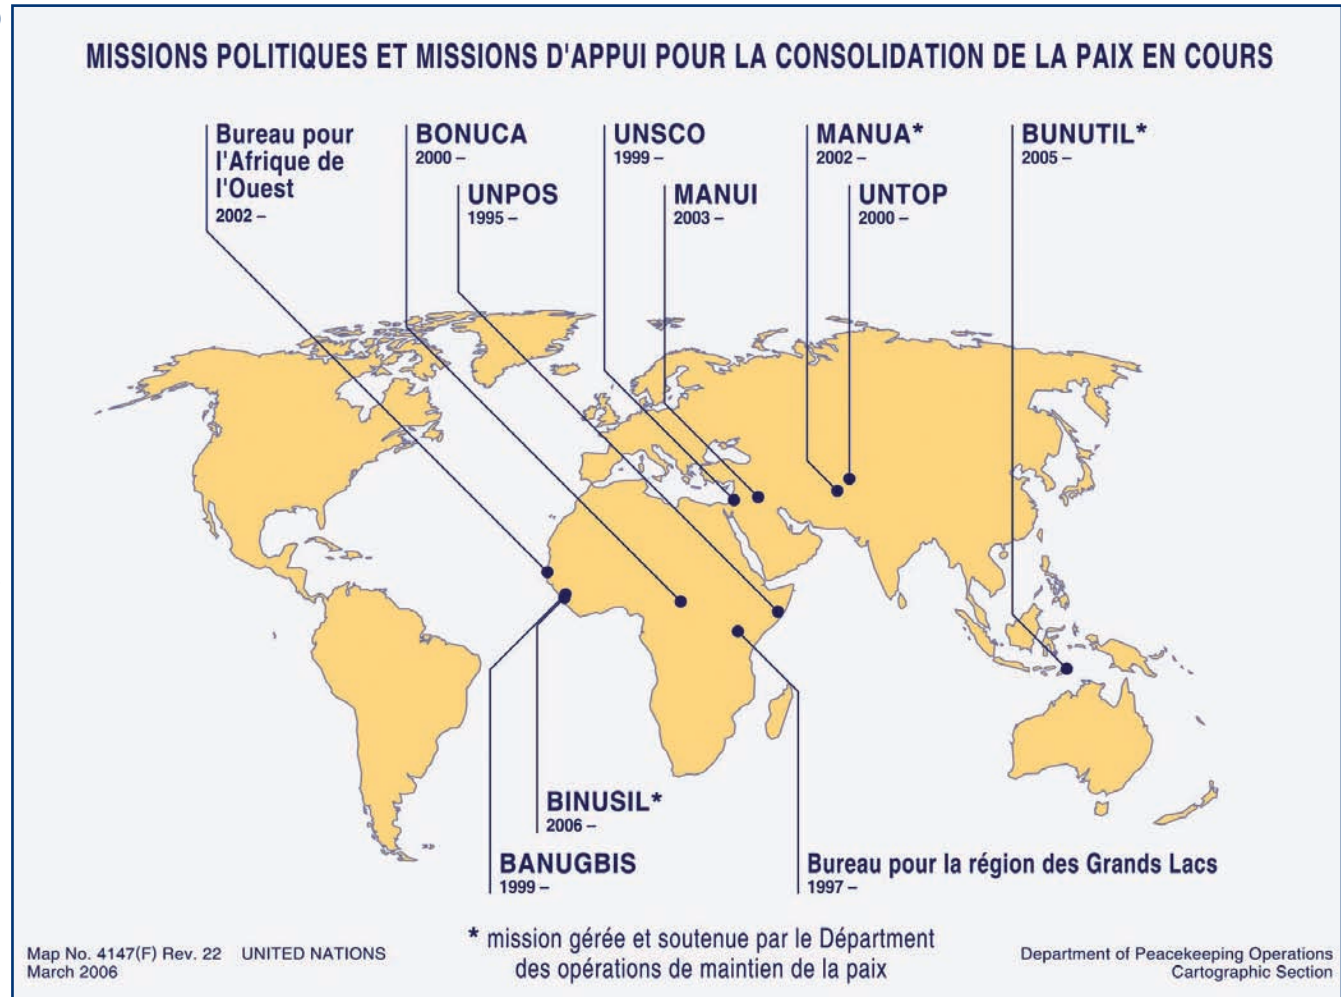 MISSIONS POLITIQUES ET MISSIONS D'APPUI POUR LA CONSOLIDATION DE LA PAIX EN COURS
Bureau pour
l'Afrique de
l'Ouest
2002 –
BONUCA
2000 –
UNPOS
1995 –
UNSCO
1999 –
MANUI
2003 –
MANUA*
2002 –
UNTOP
2000 –
BUNUTIL*
2005 –
BINUSIL*
2006 –
BANUGBIS
1999 –
Bureau pour la région des Grands Lacs
1997 –
* mission gérée et soutenue par le Départment
des opérations de maintien de la paix
Map No. 4147(F) Rev. 22 UNITED NATIONS
March 2006
Department of Peacekeeping Operations
Cartographic Section